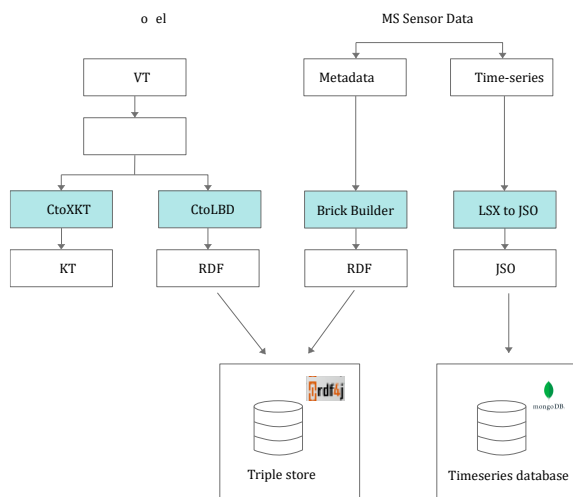 o el
MS Sensor Data
VT
Metadata
Time-series
CtoXKT
CtoLBD
Brick Builder
LSX to JSO
KT
RDF
RDF
JSO
rdf4j
mongoDB
Triple store
Timeseries database